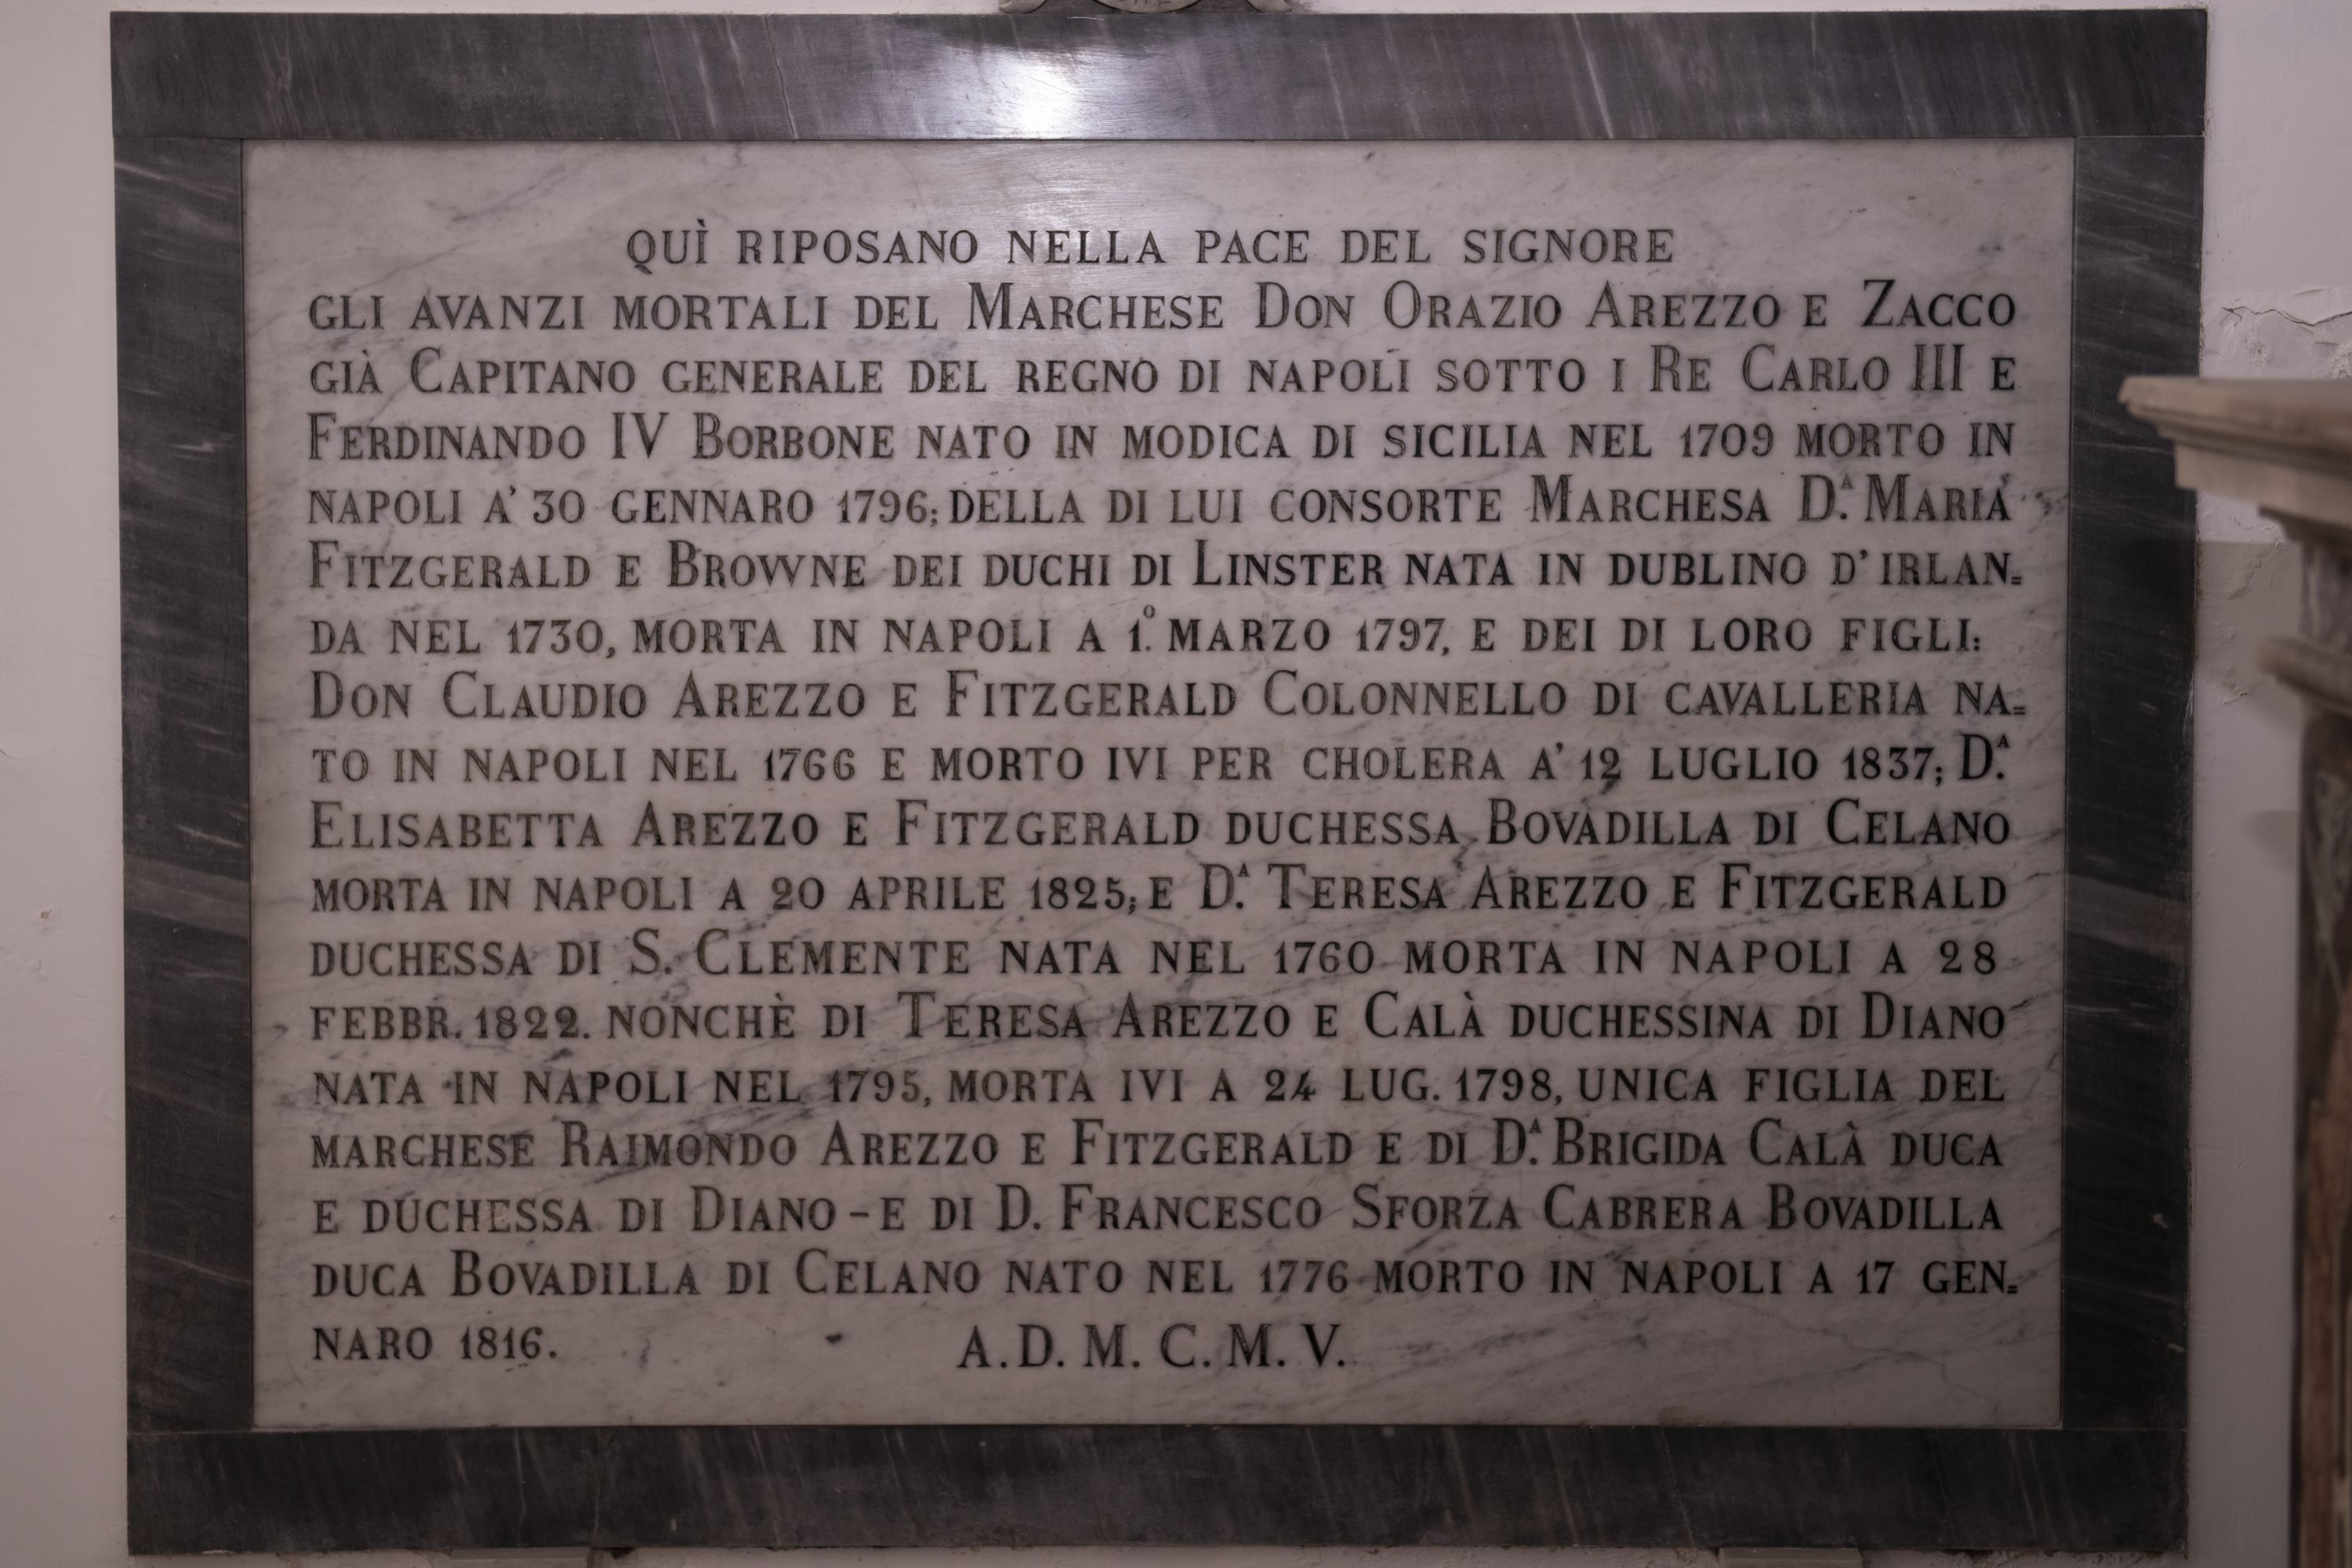 QUÌ RIPOSANO NELLA PACE DEL SIGNORE
GLI AVANZI MORTALI DEL MARCHESE DON ORAZIO AREZZO E ZACCO
GIÀ CAPITANO GENERALE DEL REGNO DI NAPOLI SOTTO I RE CARLO III E
FERDINANDO IV BORBONE NATO IN MODICA DI SICILIA NEL 1709 MORTO IN
NAPOLI A' 30 GENNARO 1796; DELLA DI LUI CONSORTE MARCHESA D.ᴬ MARIA
FITZGERALD E BROWNE DEI DUCHI DI LINSTER NATA IN DUBLINO D'IRLAN=
DA NEL 1730, MORTA IN NAPOLI A 1.º MARZO 1797, E DEI DI LORO FIGLI:
DON CLAUDIO AREZZO E FITZGERALD COLONNELLO DI CAVALLERIA NA=
TO IN NAPOLI NEL 1766 E MORTO IVI PER CHOLERA A' 12 LUGLIO 1837; D.ᴬ
ELISABETTA AREZZO E FITZGERALD DUCHESSA BOVADILLA DI CELANO
MORTA IN NAPOLI A 20 APRILE 1825; E D.ᴬ TERESA AREZZO E FITZGERALD
DUCHESSA DI S. CLEMENTE NATA NEL 1760 MORTA IN NAPOLI A 28
FEBBR. 1822. NONCHÈ DI TERESA AREZZO E CALÀ DUCHESSINA DI DIANO
NATA IN NAPOLI NEL 1795, MORTA IVI A 24 LUG. 1798, UNICA FIGLIA DEL
MARCHESE RAIMONDO AREZZO E FITZGERALD E DI D.ᴬ BRIGIDA CALÀ DUCA
E DUCHESSA DI DIANO - E DI D. FRANCESCO SFORZA CABRERA BOVADILLA
DUCA BOVADILLA DI CELANO NATO NEL 1776 MORTO IN NAPOLI A 17 GEN=
NARO 1816. A. D. M. C. M. V.